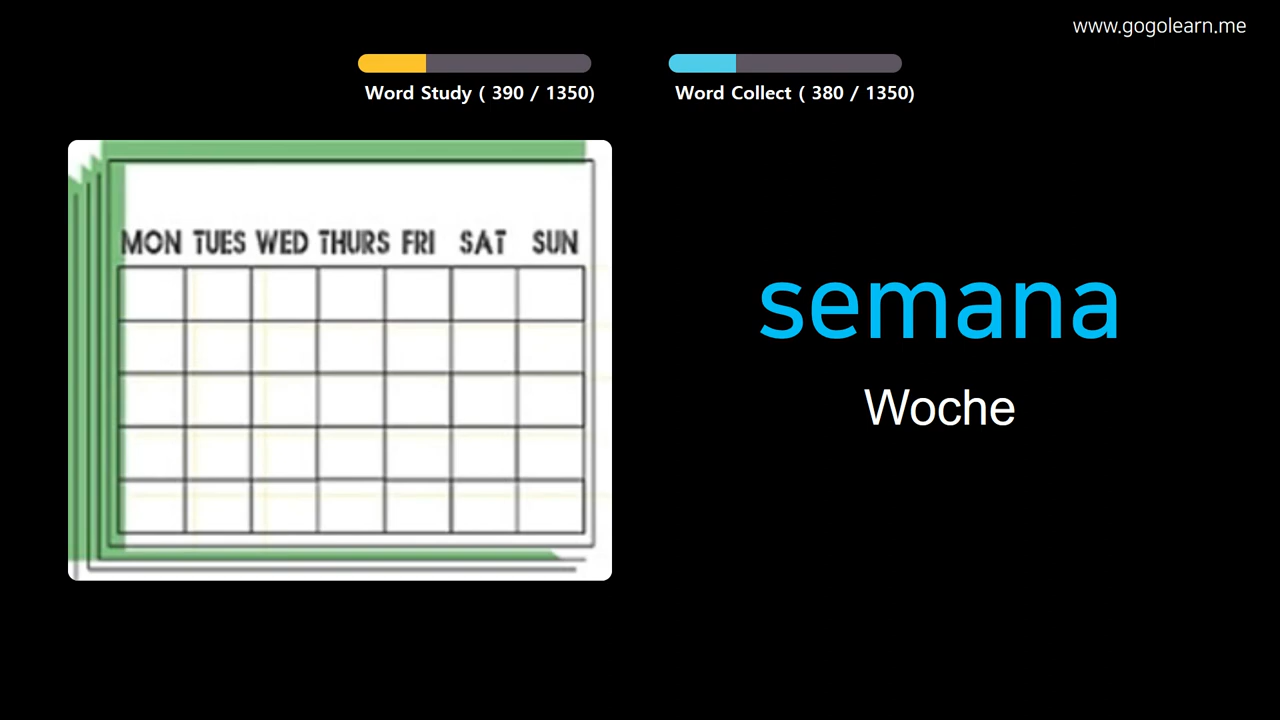 www.gogolearn.me
Word Study ( 390 / 1350)
Word Collect ( 380 / 1350)
MON TUES WED THURS FRI SAT SUN
semana
Woche